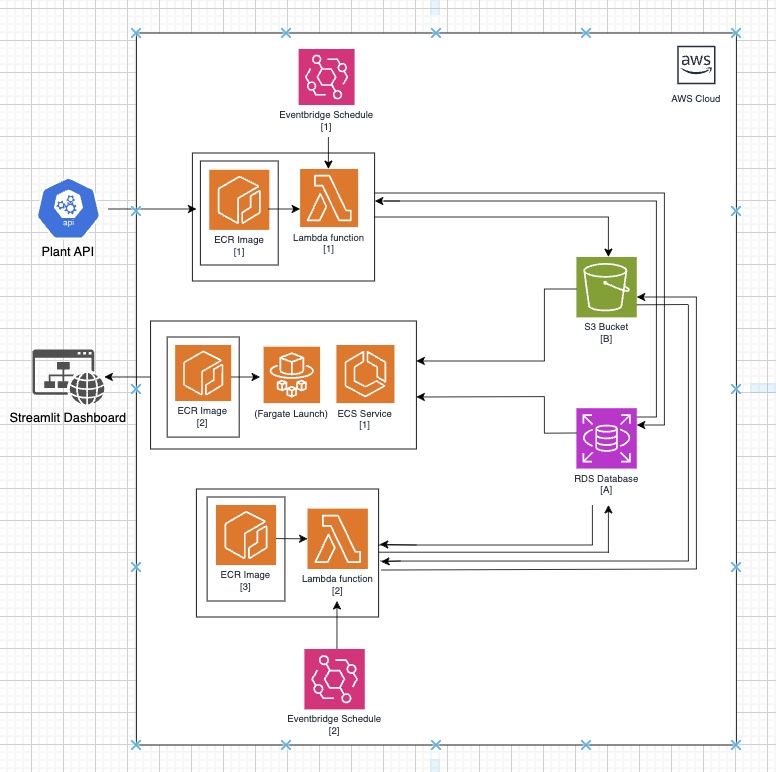 aws
AWS Cloud
Eventbridge Schedule
[1]
api
Plant API
ECR Image
[1]
Lambda function
[1]
S3 Bucket
[B]
Streamlit Dashboard
ECR Image
[2]
(Fargate Launch)
ECS Service
[1]
RDS Database
[A]
ECR Image
[3]
Lambda function
[2]
Eventbridge Schedule
[2]